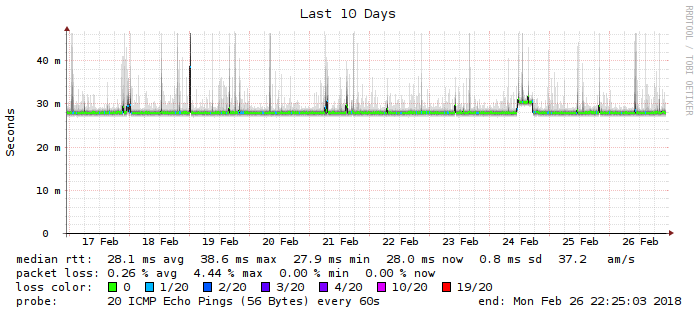 Last 10 Days
RRDTOOL / TOBI OETIKER
Seconds
40 m
30 m
20 m
10 m
0
17 Feb 18 Feb 19 Feb 20 Feb 21 Feb 22 Feb 23 Feb 24 Feb 25 Feb 26 Feb
median rtt: 28.1 ms avg 38.6 ms max 27.9 ms min 28.0 ms now 0.8 ms sd 37.2 am/s
packet loss: 0.26 % avg 4.44 % max 0.00 % min 0.00 % now
loss color: 0 1/20 2/20 3/20 4/20 10/20 19/20
probe: 20 ICMP Echo Pings (56 Bytes) every 60s end: Mon Feb 26 22:25:03 2018